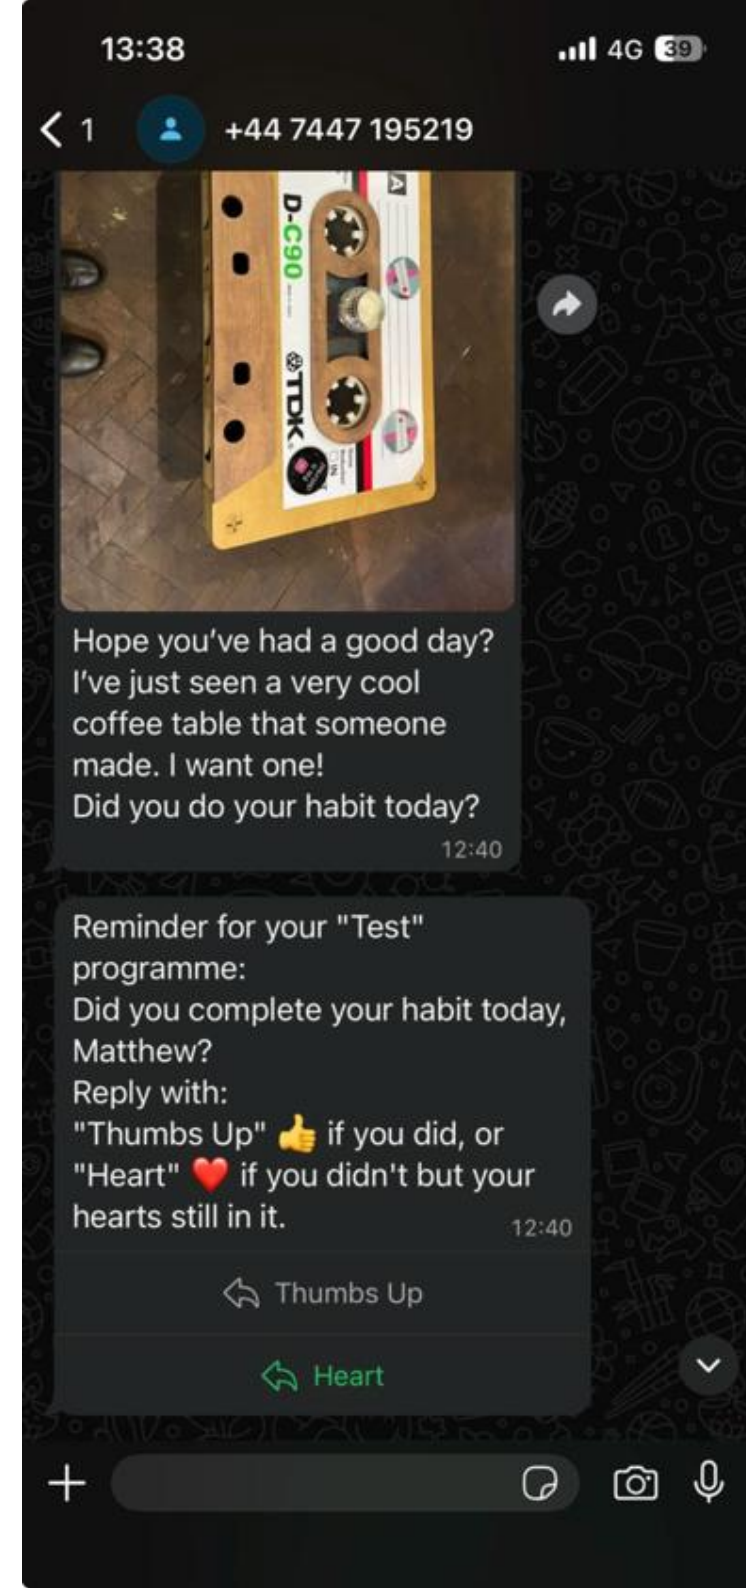 13:38
4G 39
1
+44 7447 195219
A
D-C90
TDK
Hope you’ve had a good day?
I’ve just seen a very cool
coffee table that someone
made. I want one!
Did you do your habit today?
12:40
Reminder for your "Test"
programme:
Did you complete your habit today,
Matthew?
Reply with:
"Thumbs Up" 👍 if you did, or
"Heart" ❤️ if you didn't but your
hearts still in it.
12:40
Thumbs Up
Heart